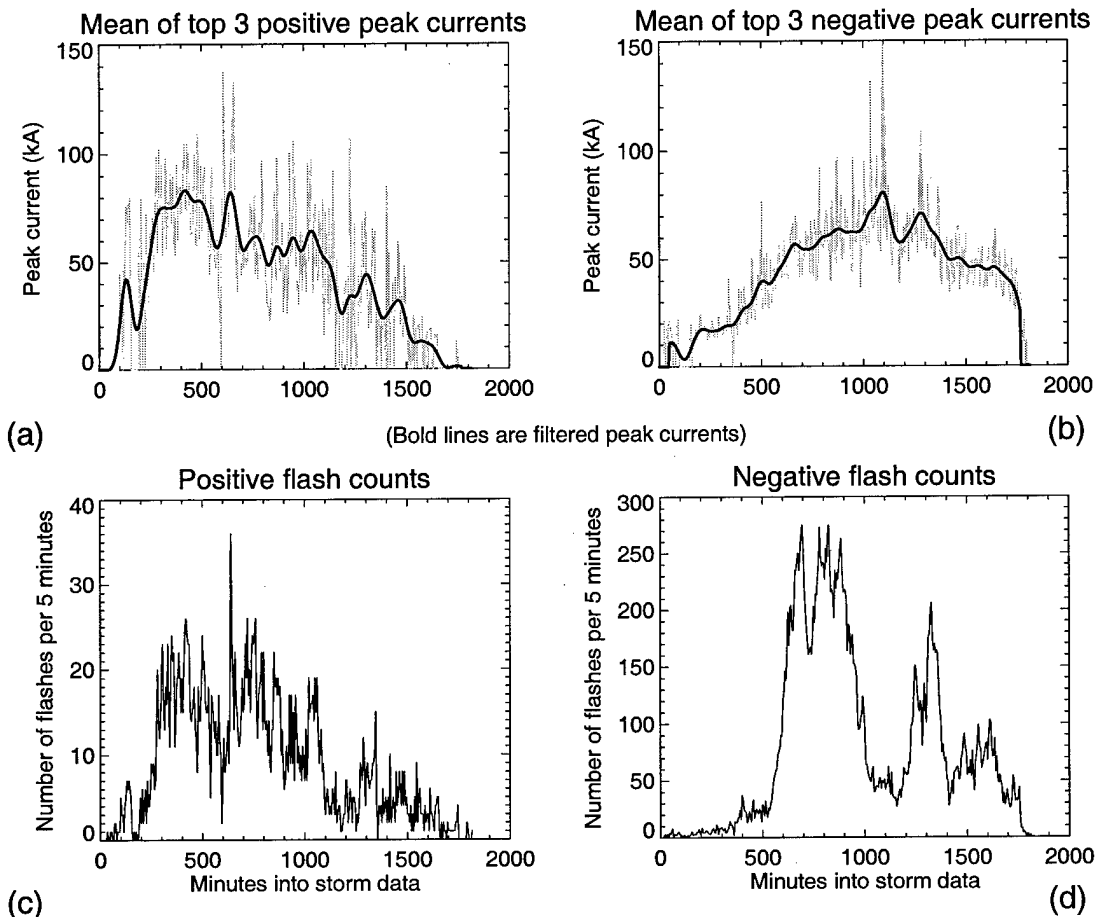 Mean of top 3 positive peak currents
150
100
50
0
Peak current (kA)
0 500 1000 1500 2000
(a)
Mean of top 3 negative peak currents
150
100
50
0
Peak current (kA)
0 500 1000 1500 2000
(b)
(Bold lines are filtered peak currents)
Positive flash counts
40
30
20
10
0
Number of flashes per 5 minutes
0 500 1000 1500 2000
Minutes into storm data
(c)
Negative flash counts
300
250
200
150
100
50
0
Number of flashes per 5 minutes
0 500 1000 1500 2000
Minutes into storm data
(d)